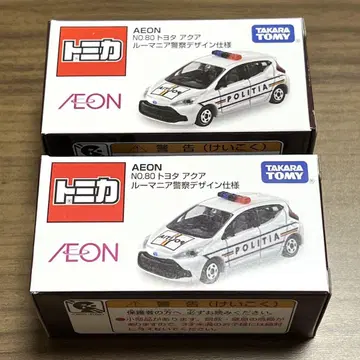 トミカ
AEON
NO.80 トヨタ アクア
ルーマニア警察デザイン仕様
TAKARA TOMY
AEON
POLITIA
警告(けいこく)
トミカ
AEON
NO.80 トヨタ アクア
ルーマニア警察デザイン仕様
TAKARA TOMY
AEON
POLITIA
警告(けいこく)
保護者の方へ 必ずお読みください